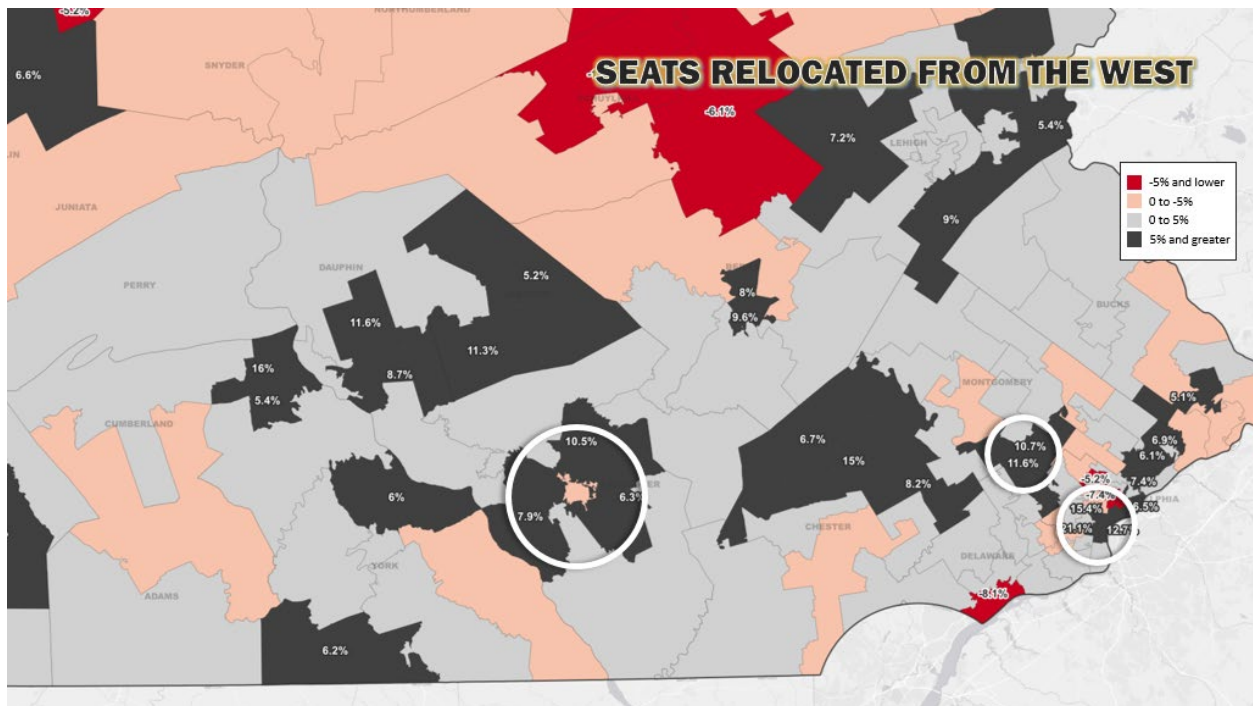 -5.2%
NORTHUMBERLAND
6.6%
SNYDER
SEATS RELOCATED FROM THE WEST
-6.1%
7.2%
LEHIGH
5.4%
-5% and lower
0 to -5%
0 to 5%
5% and greater
JUNIATA
9%
DAUPHIN
5.2%
PERRY
8%
9.6%
BUCKS
11.6%
11.3%
8.7%
16%
5.4%
MONTGOMERY
5.1%
CUMBERLAND
10.5%
6.7%
15%
10.7%
11.6%
6.9%
6.1%
6%
7.9%
6.3%
8.2%
-5.2%
-7.4%
7.4%
15.4%
6.5%
21.1%
12.7%
CHESTER
DELAWARE
YORK
ADAMS
-8.1%
6.2%